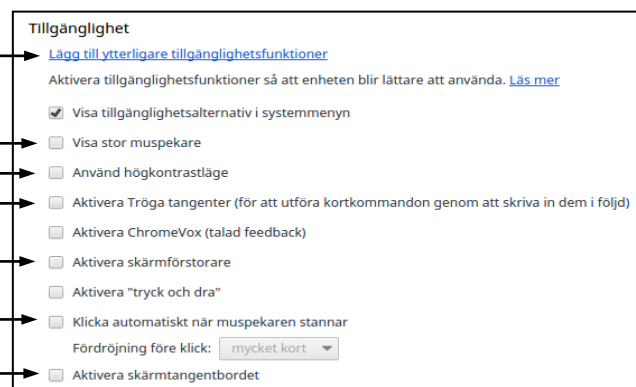 Tillgänglighet
Lägg till ytterligare tillgänglighetsfunktioner
Aktivera tillgänglighetsfunktioner så att enheten blir lättare att använda. Läs mer
Visa tillgänglighetsalternativ i systemmenyn
Visa stor muspekare
Använd högkontrastläge
Aktivera Tröga tangenter (för att utföra kortkommandon genom att skriva in dem i följd)
Aktivera ChromeVox (talad feedback)
Aktivera skärmförstorare
Aktivera "tryck och dra"
Klicka automatiskt när muspekaren stannar
Fördröjning före klick: mycket kort
Aktivera skärmtangentbordet